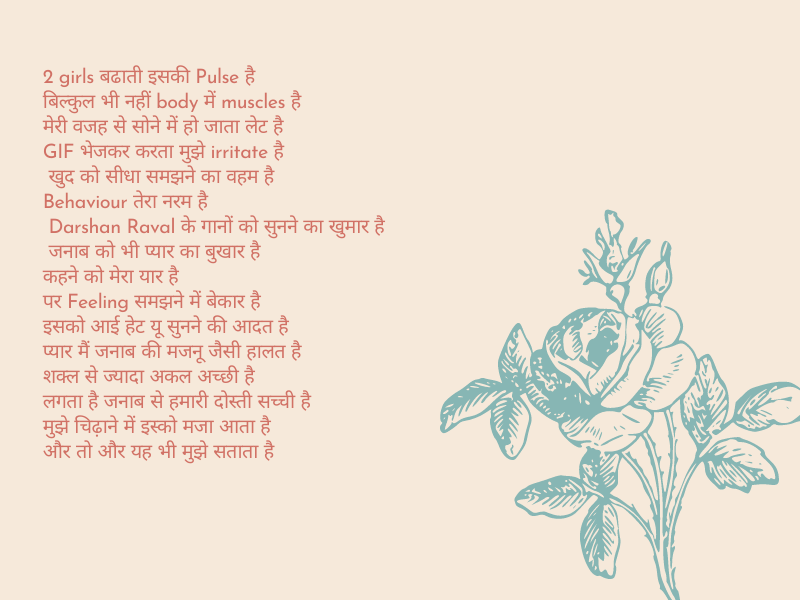 2 girls बढाती इसकी Pulse है
बिल्कुल भी नहीं body में muscles है
मेरी वजह से सोने में हो जाता लेट है
GIF भेजकर करता मुझे irritate है
खुद को सीधा समझने का वहम है
Behaviour तेरा नरम है
Darshan Raval के गानों को सुनने का खुमार है
जनाब को भी प्यार का बुखार है
कहने को मेरा यार है
पर Feeling समझने में बेकार है
इसको आई हेट यू सुनने की आदत है
प्यार मैं जनाब की मजनू जैसी हालत है
शक्ल से ज्यादा अकल अच्छी है
लगता है जनाब से हमारी दोस्ती सच्ची है
मुझे चिढ़ाने में इस्को मजा आता है
और तो और यह भी मुझे सताता है